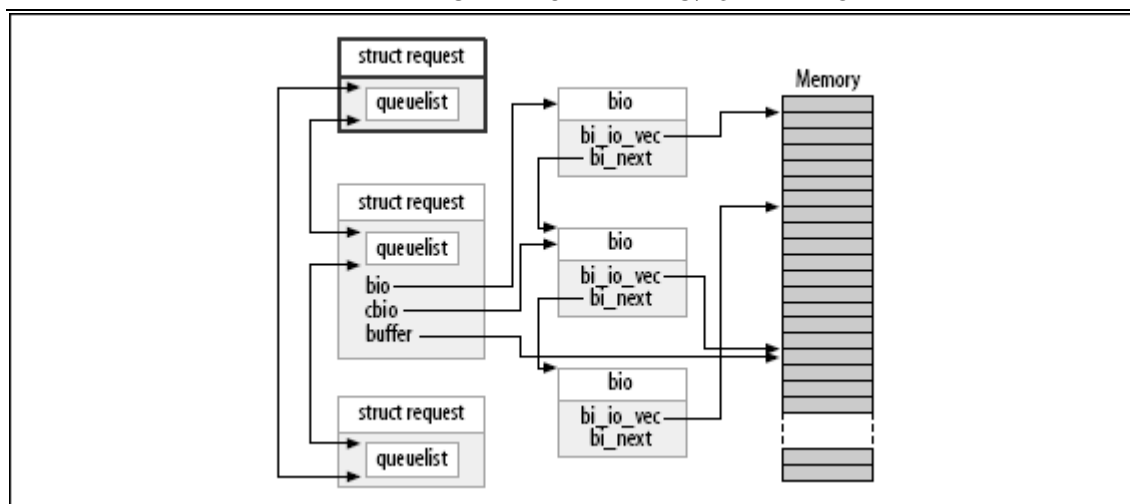 struct request
queuelist
struct request
queuelist
bio
cbio
buffer
struct request
queuelist
bio
bi_io_vec
bi_next
bio
bi_io_vec
bi_next
bio
bi_io_vec
bi_next
Memory